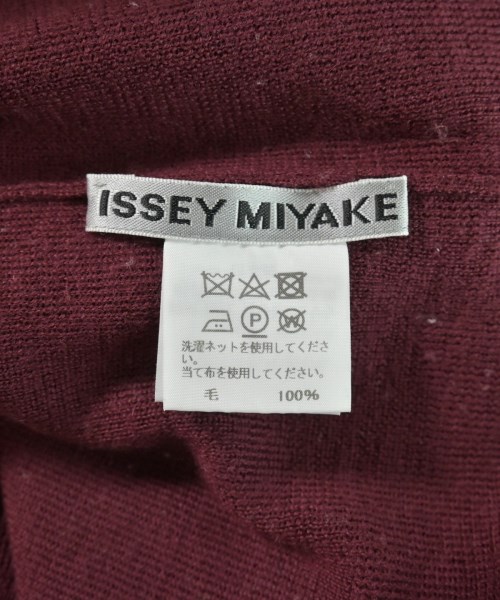 ISSEY MIYAKE
P W
洗濯ネットを使用してくださ
い。
当て布を使用してください。
毛 100%